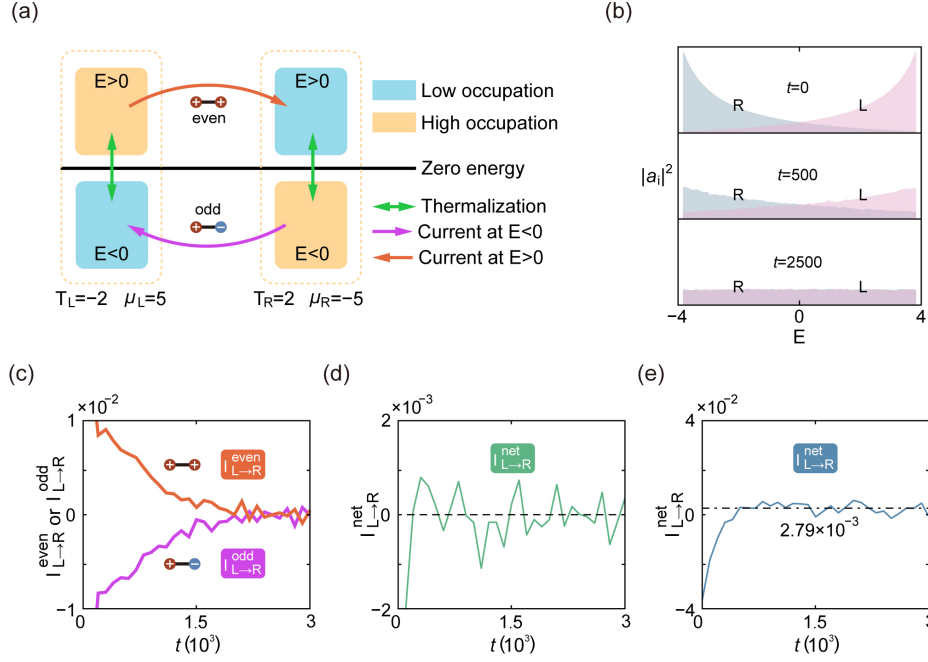 (a)
E>0
E>0
even
Low occupation
High occupation
Zero energy
odd
E<0
E<0
Thermalization
Current at E<0
Current at E>0
T_L=−2 μ_L=5
T_R=2 μ_R=−5
(b)
t=0
R
L
t=500
R
L
t=2500
R
L
|a_i|^2
−4
0
4
E
(c)
×10^−2
1
0
−1
I^even_L→R or I^odd_L→R
I^even_L→R
I^odd_L→R
0
1.5
3
t (10^3)
(d)
×10^−3
2
0
−2
I^net_L→R
I^net_L→R
0
1.5
3
t (10^3)
(e)
×10^−2
4
0
−4
I^net_L→R
I^net_L→R
2.79×10^−3
0
1.5
3
t (10^3)